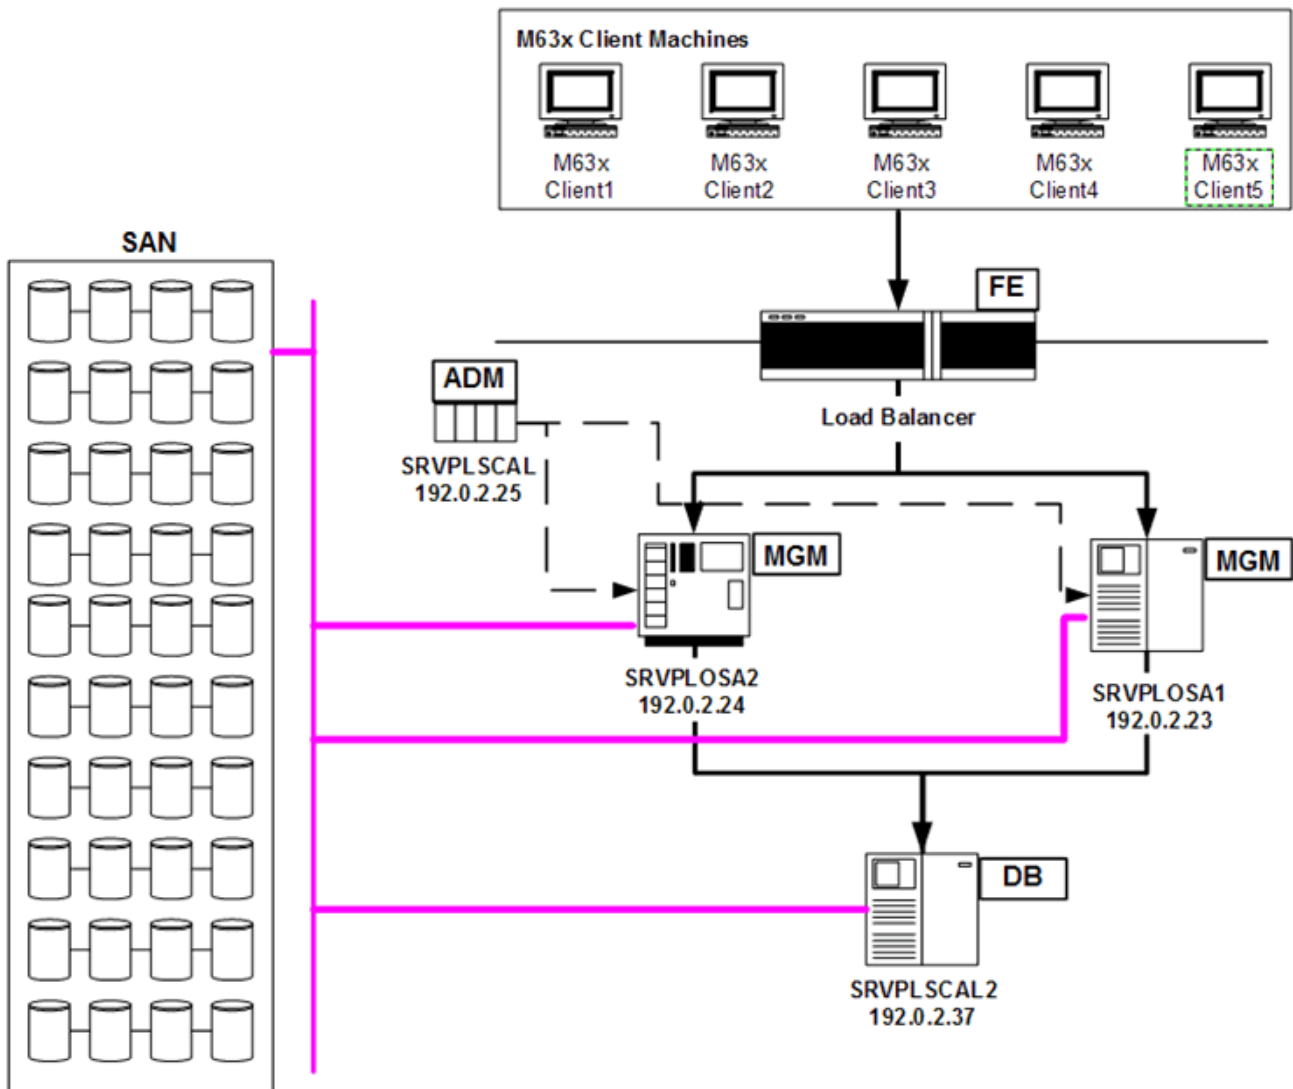 M63x Client Machines
M63x
Client1
M63x
Client2
M63x
Client3
M63x
Client4
M63x
Client5
SAN
FE
ADM
Load Balancer
SRVPLSCAL
192.0.2.25
MGM
MGM
SRVPLOSA2
192.0.2.24
SRVPLOSA1
192.0.2.23
DB
SRVPLSCAL2
192.0.2.37